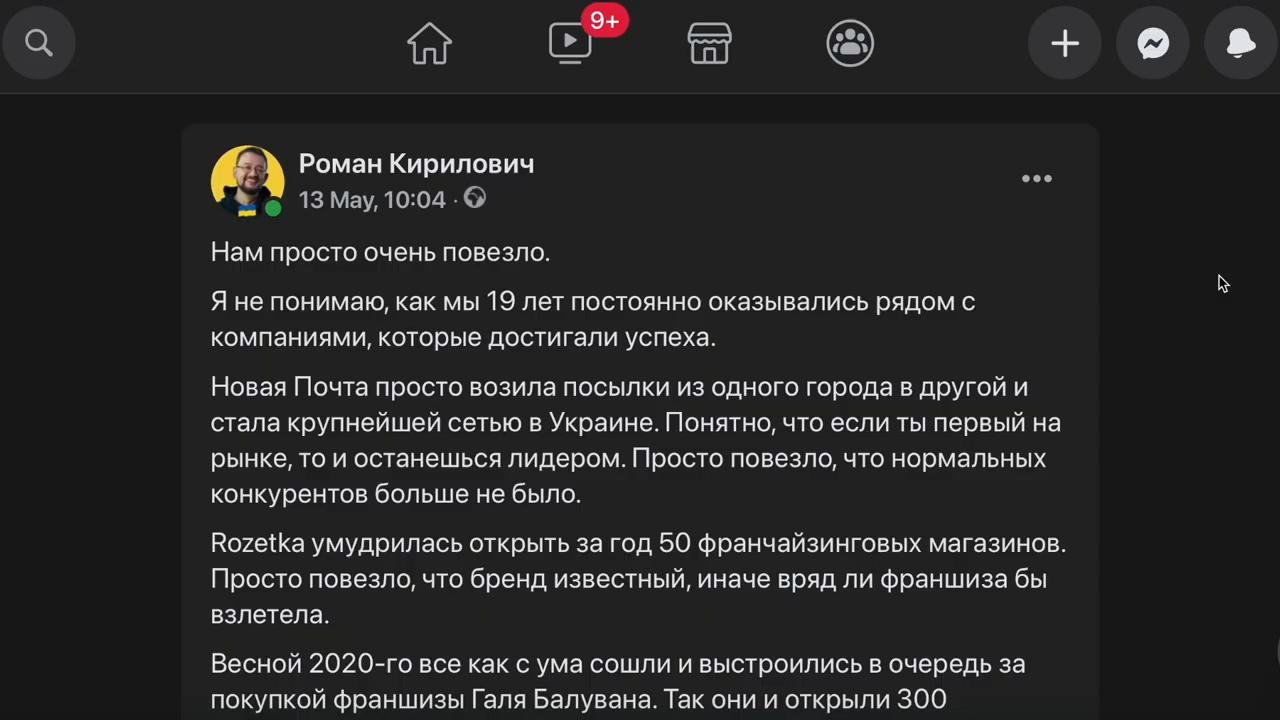 9+
Роман Кирилович
13 May, 10:04 ·
Нам просто очень повезло.
Я не понимаю, как мы 19 лет постоянно оказывались рядом с
компаниями, которые достигали успеха.
Новая Почта просто возила посылки из одного города в другой и
стала крупнейшей сетью в Украине. Понятно, что если ты первый на
рынке, то и останешься лидером. Просто повезло, что нормальных
конкурентов больше не было.
Rozetka умудрилась открыть за год 50 франчайзинговых магазинов.
Просто повезло, что бренд известный, иначе вряд ли франшиза бы
взлетела.
Весной 2020-го все как с ума сошли и выстроились в очередь за
покупкой франшизы Галя Балувана. Так они и открыли 300